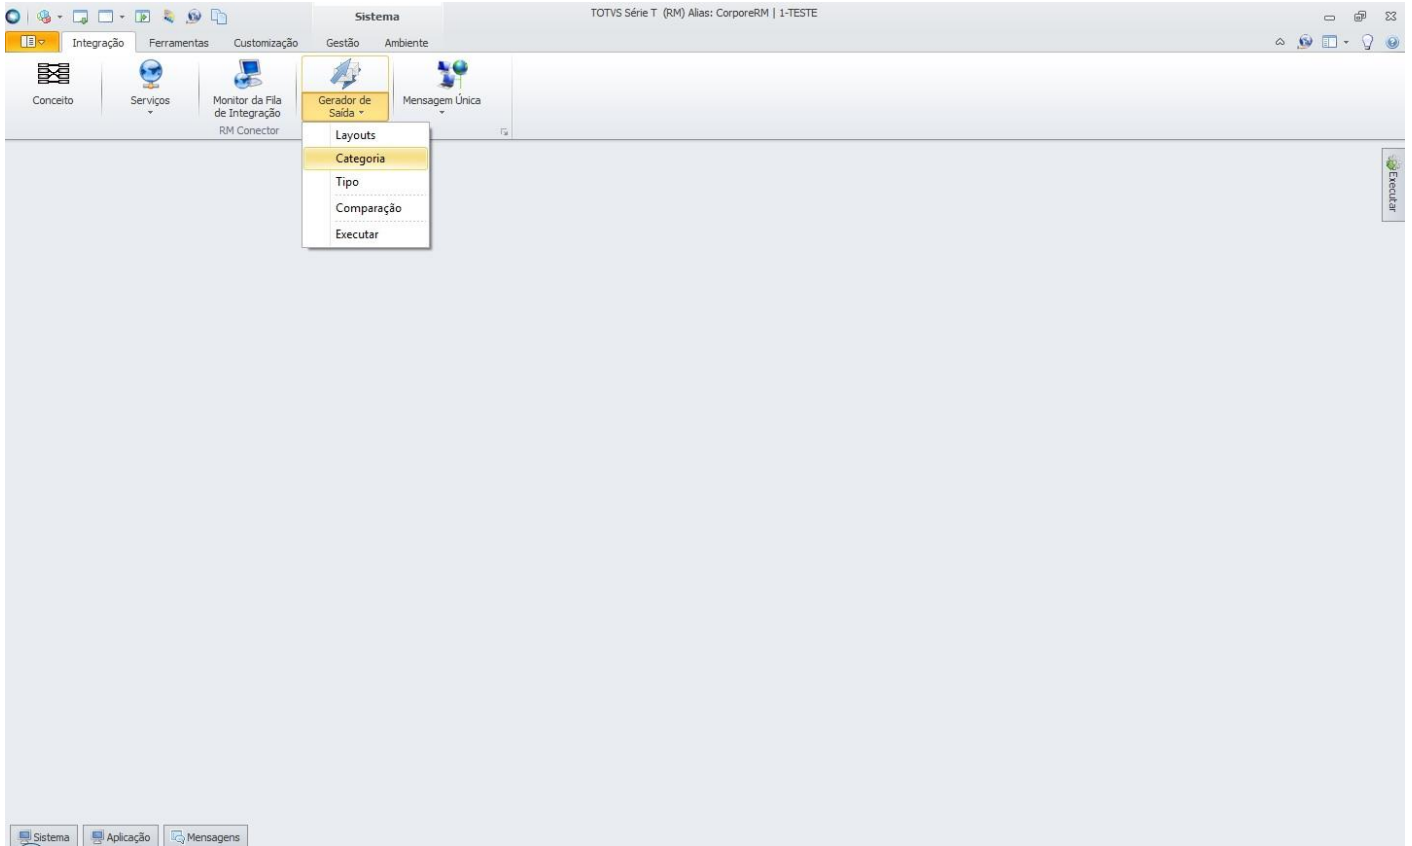 Sistema
TOTVS Série T (RM) Alias: CorporeRM | 1-TESTE
Integração Ferramentas Customização Gestão Ambiente
Conceito
Serviços
Monitor da Fila
de Integração
Gerador de
Saída
Mensagem Única
RM Conector
Layouts
Categoria
Tipo
Comparação
Executar
Executar
Sistema Aplicação Mensagens